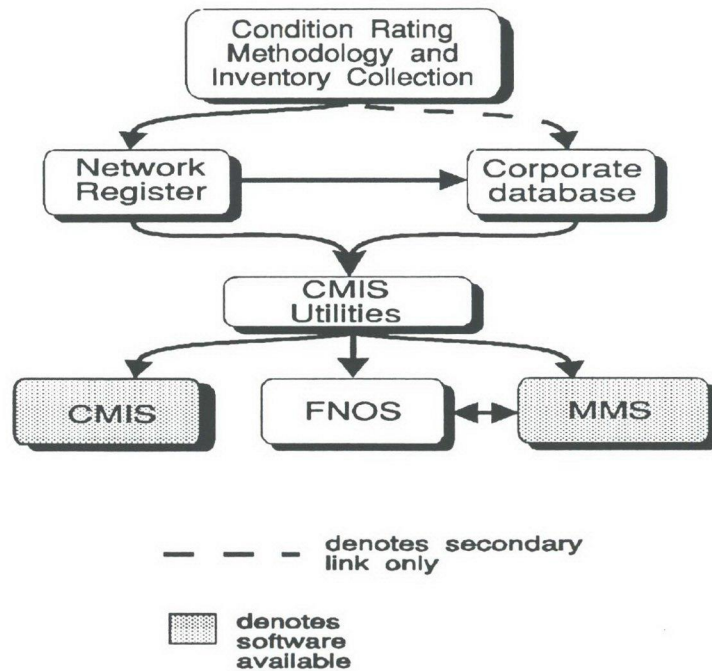 Condition Rating
Methodology and
Inventory Collection
Network
Register
Corporate
database
CMIS
Utilities
CMIS
FNOS
MMS
denotes secondary
link only
denotes
software
available